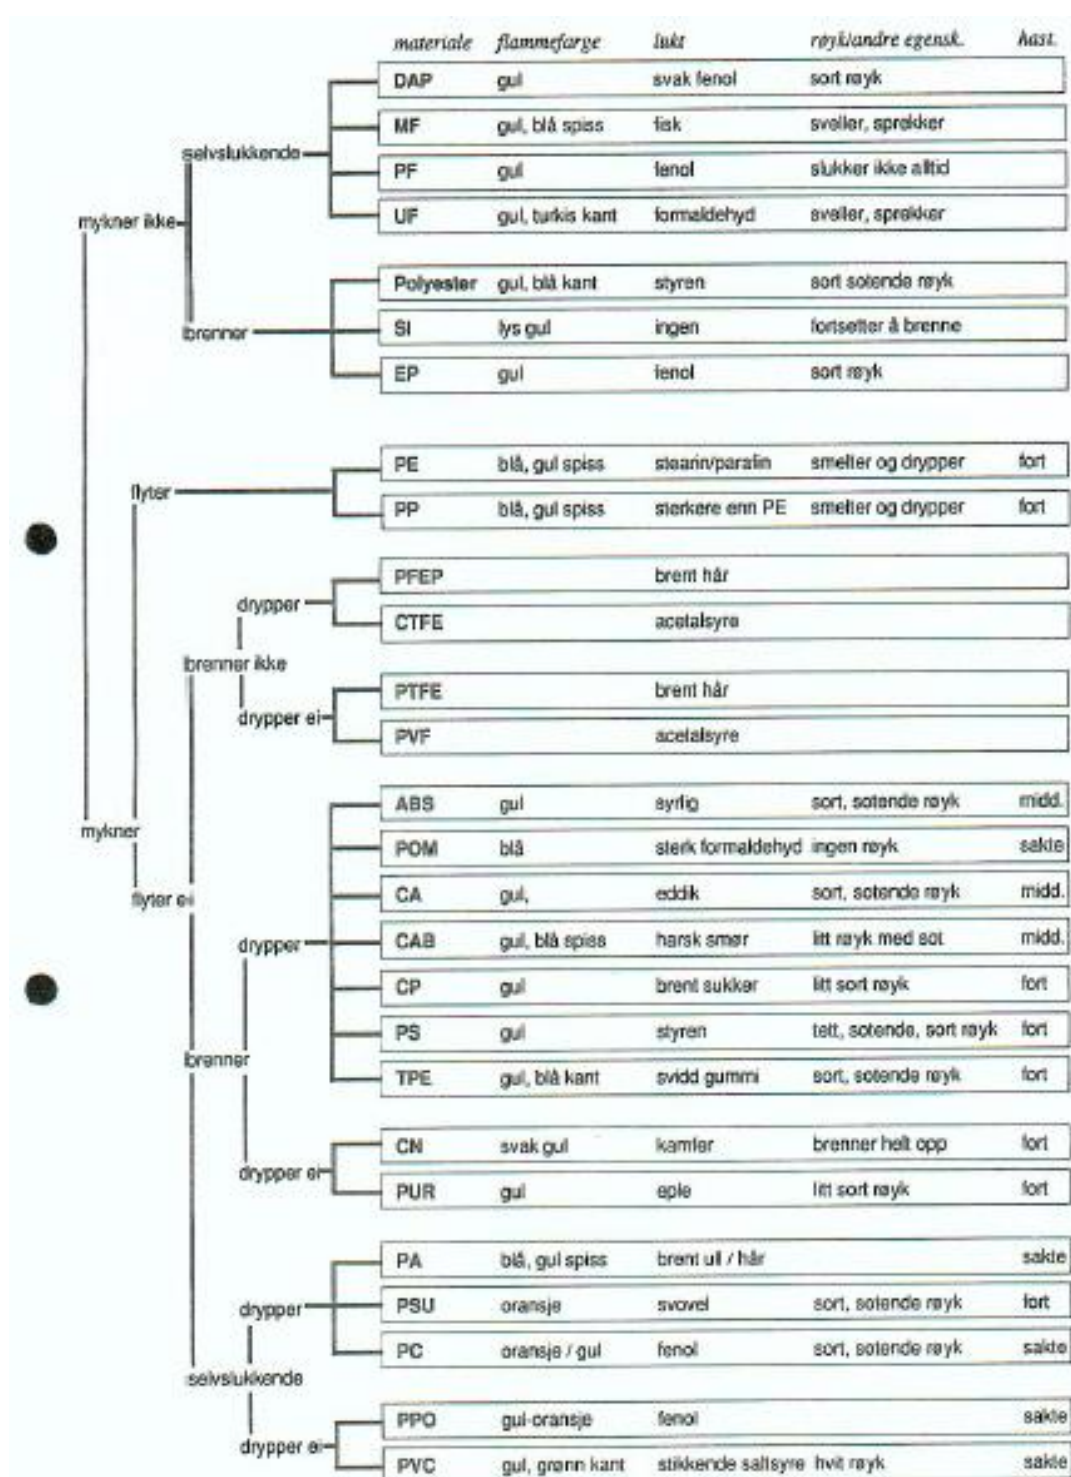 materiale flammefarge lukt røyk/andre egensk. hast.
DAP gul svak fenol sort røyk
MF gul, blå spiss fisk sveller, sprekker
selvslukkende
PF gul fenol slukker ikke alltid
UF gul, turkis kant formaldehyd sveller, sprekker
mykner ikke
Polyester gul, blå kant styren sort sotende røyk
brenner SI lys gul ingen fortsetter å brenne
EP gul fenol sort røyk
PE blå, gul spiss stearin/parafin smelter og drypper fort
flyter
PP blå, gul spiss sterkere enn PE smelter og drypper fort
PFEP brent hår
drypper
CTFE acetalsyre
brenner ikke
PTFE brent hår
drypper ei
PVF acetalsyre
ABS gul syrlig sort, sotende røyk midd.
mykner
POM blå sterk formaldehyd ingen røyk sakte
CA gul, eddik sort, sotende røyk midd.
flyter ei
drypper CAB gul, blå spiss harsk smør litt røyk med sot midd.
CP gul brent sukker litt sort røyk fort
PS gul styren tett, sotende, sort røyk fort
brenner
TPE gul, blå kant svidd gummi sort, sotende røyk fort
CN svak gul kamfer brenner helt opp fort
drypper ei
PUR gul eple litt sort røyk fort
PA blå, gul spiss brent ull / hår sakte
drypper PSU oransje svovel sort, sotende røyk fort
PC oransje / gul fenol sort, sotende røyk sakte
selvslukkende
PPO gul-oransje fenol sakte
drypper ei
PVC gul, grønn kant stikkende saltsyre hvit røyk sakte